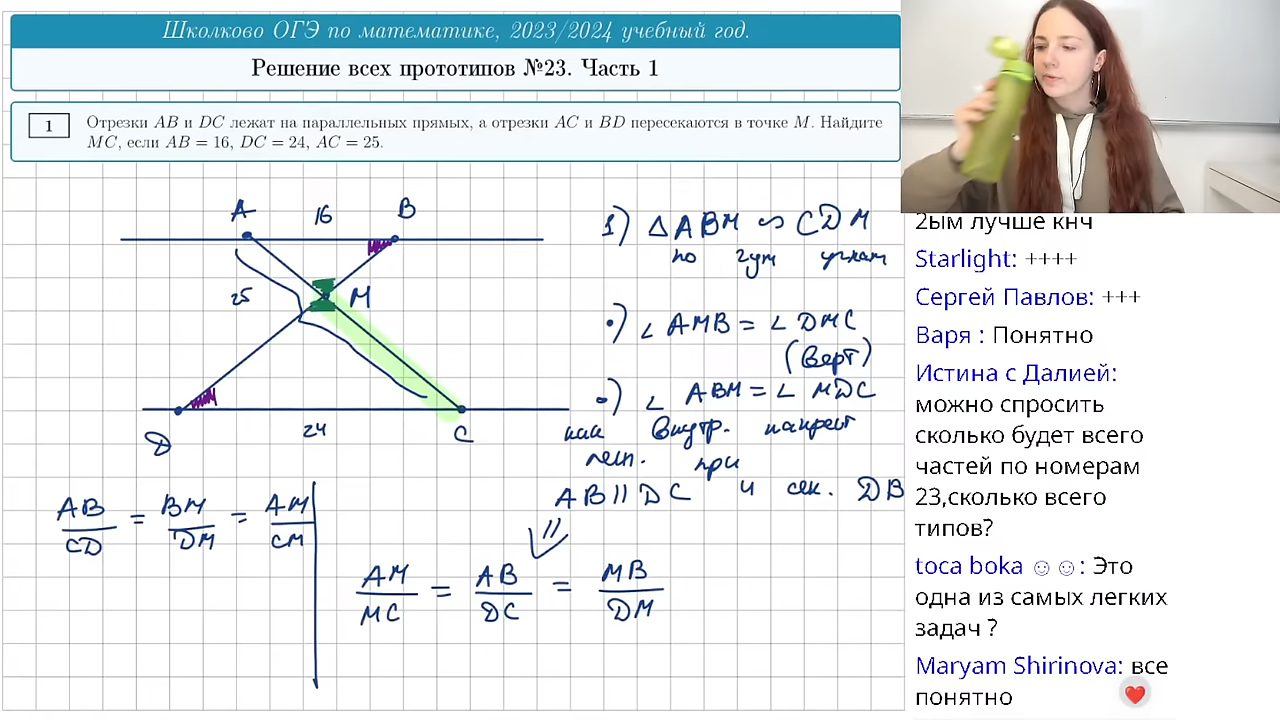 Школково ОГЭ по математике, 2023/2024 учебный год.
Решение всех прототипов №23. Часть 1
1 Отрезки AB и DC лежат на параллельных прямых, а отрезки AC и BD пересекаются в точке M. Найдите
MC, если AB = 16, DC = 24, AC = 25.
A 16 B
25 M
D 24 C
AB/CD = BM/DM = AM/CM
1) △ABM ∽ CDM
по двум углам
•) ∠AMB = ∠DMC
(верт)
•) ∠ABM = ∠MDC
как внутр. накрест
леж. при
AB || DC и сек. DB
AM/MC = AB/DC = MB/DM
2ым лучше кнч
Starlight: ++++
Сергей Павлов: +++
Варя : Понятно
Истина с Далией:
можно спросить
сколько будет всего
частей по номерам
23,сколько всего
типов?
toca boka ☺☺: Это
одна из самых легких
задач ?
Maryam Shirinova: все
понятно